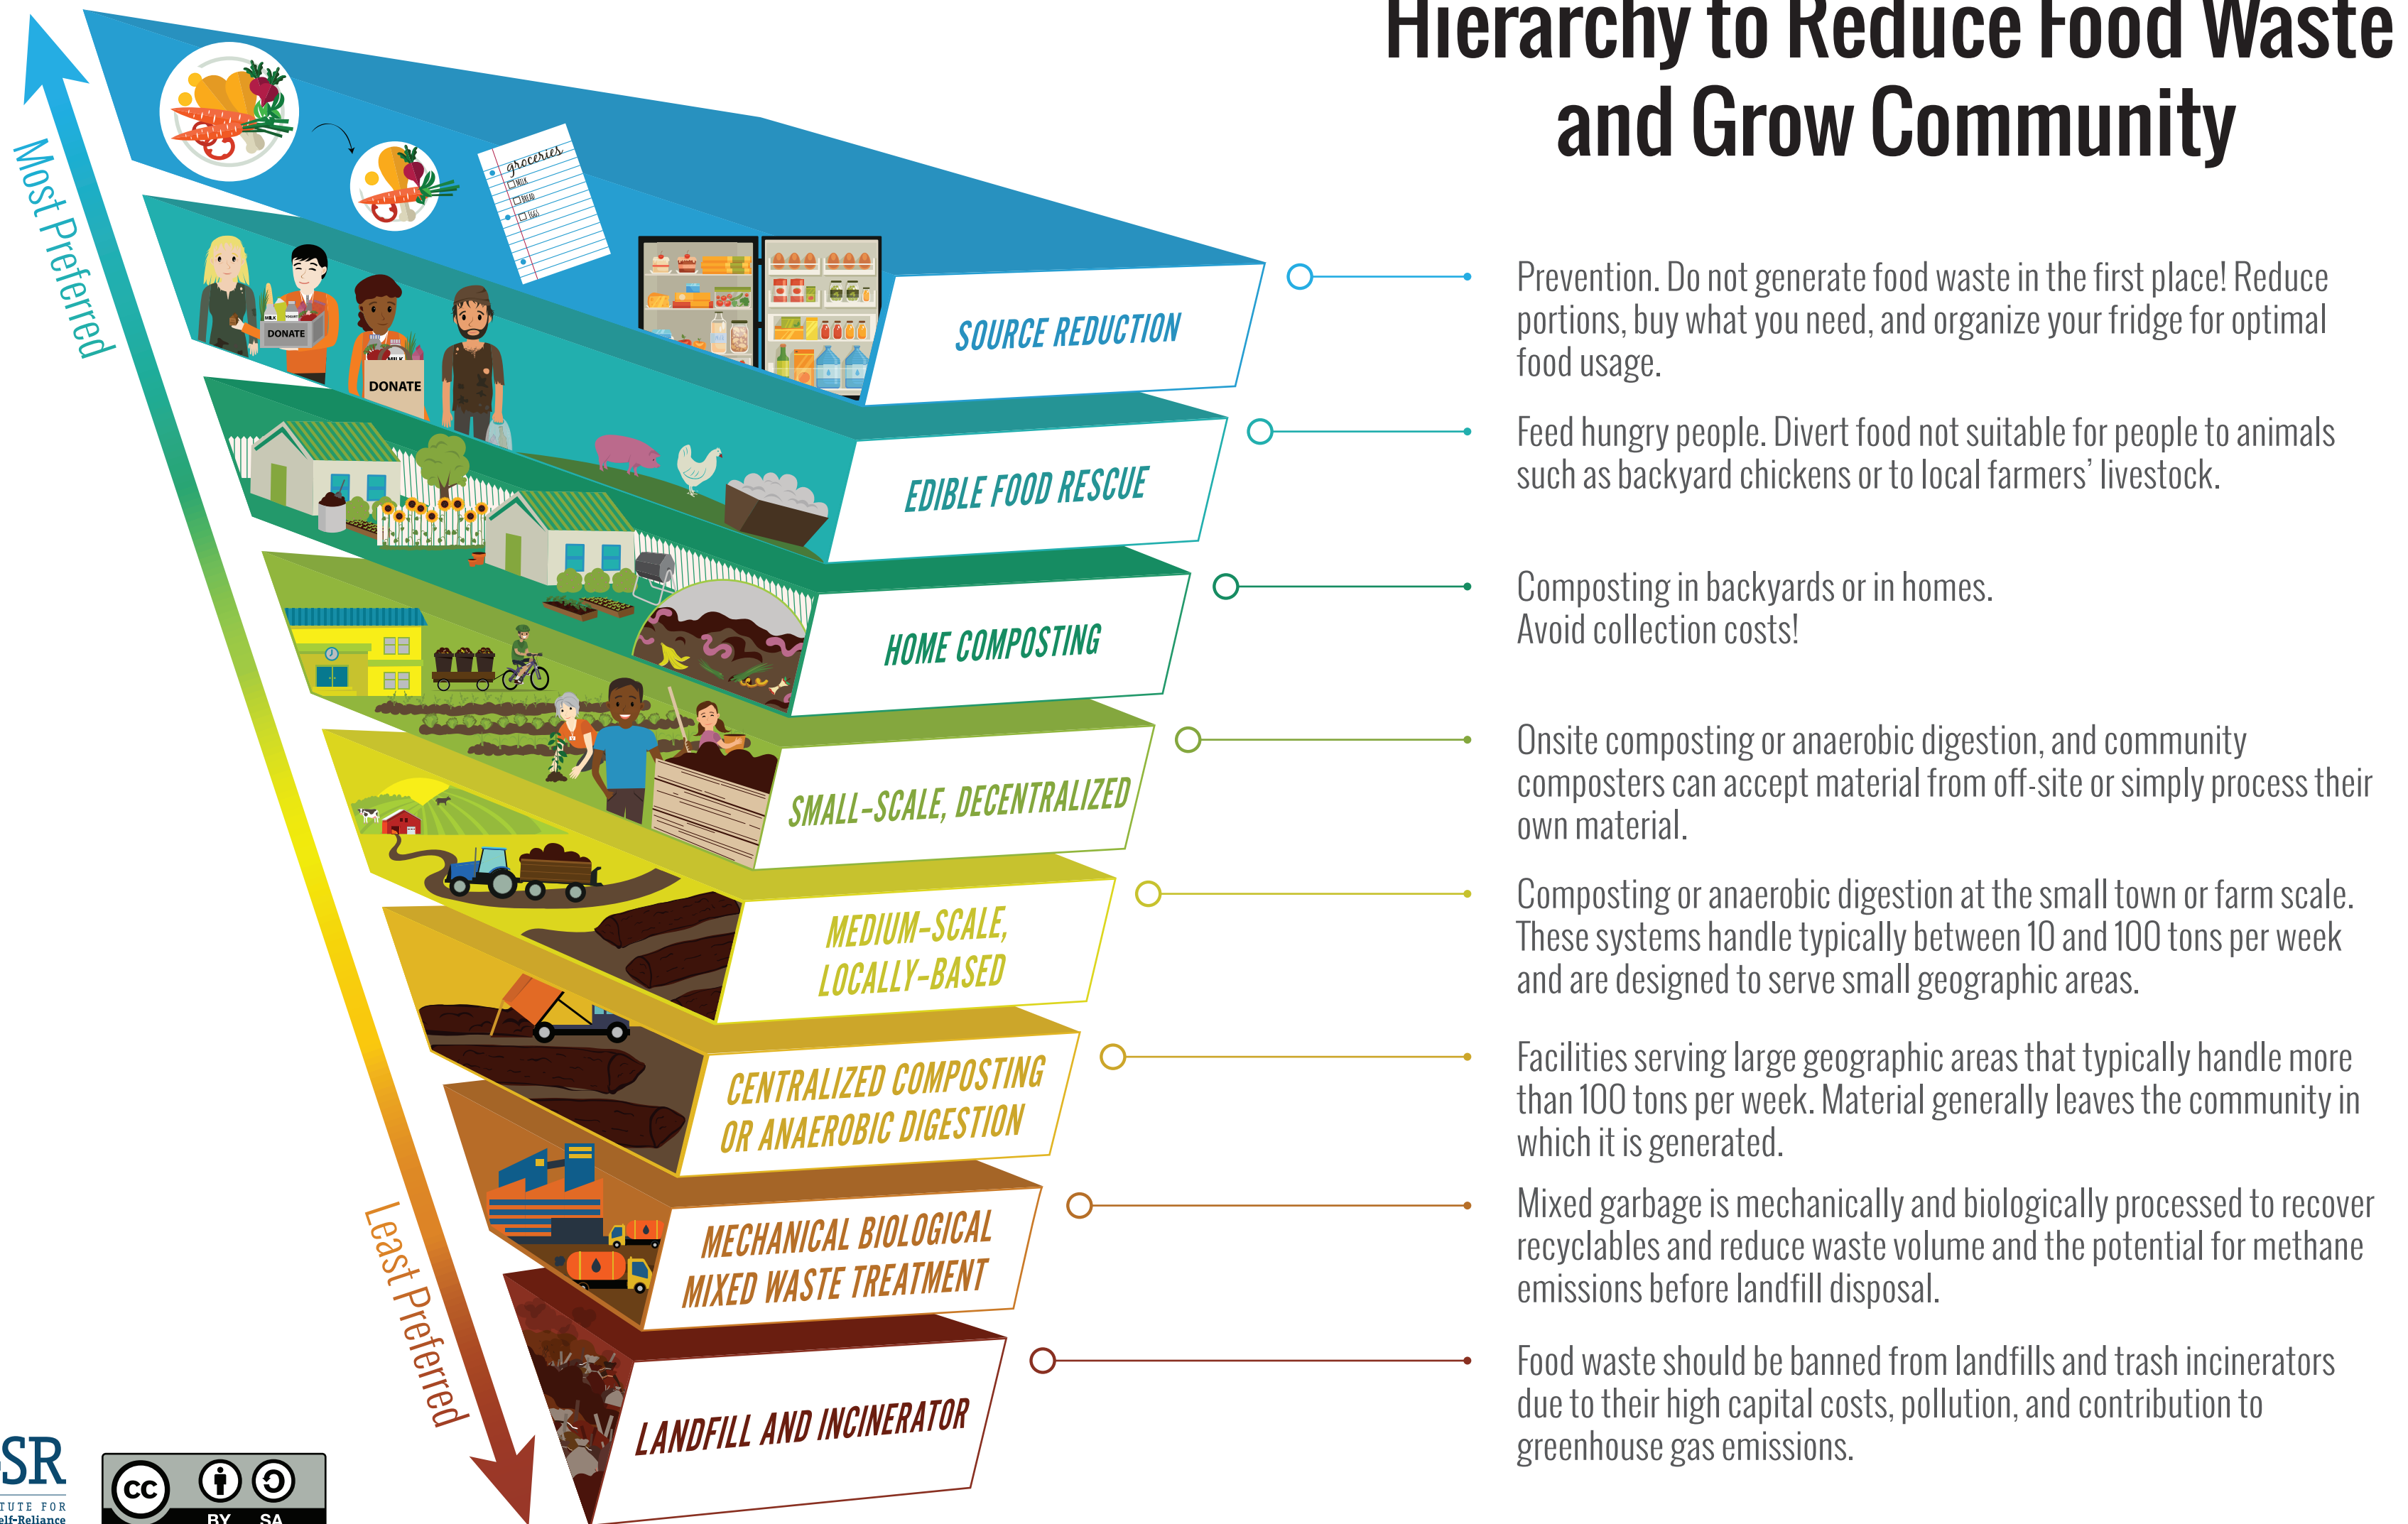 Hierarchy to Reduce Food Waste
and Grow Community
Most Preferred
groceries
MILK
BREAD
EGGS
SOURCE REDUCTION
Prevention. Do not generate food waste in the first place! Reduce
portions, buy what you need, and organize your fridge for optimal
food usage.
MILK
DONATE
MILK
DONATE
EDIBLE FOOD RESCUE
Feed hungry people. Divert food not suitable for people to animals
such as backyard chickens or to local farmers’ livestock.
HOME COMPOSTING
Composting in backyards or in homes.
Avoid collection costs!
SMALL-SCALE, DECENTRALIZED
Onsite composting or anaerobic digestion, and community
composters can accept material from off-site or simply process their
own material.
MEDIUM-SCALE,
LOCALLY-BASED
Composting or anaerobic digestion at the small town or farm scale.
These systems handle typically between 10 and 100 tons per week
and are designed to serve small geographic areas.
CENTRALIZED COMPOSTING
OR ANAEROBIC DIGESTION
Facilities serving large geographic areas that typically handle more
than 100 tons per week. Material generally leaves the community in
which it is generated.
MECHANICAL BIOLOGICAL
MIXED WASTE TREATMENT
Mixed garbage is mechanically and biologically processed to recover
recyclables and reduce waste volume and the potential for methane
emissions before landfill disposal.
Least Preferred
LANDFILL AND INCINERATOR
Food waste should be banned from landfills and trash incinerators
due to their high capital costs, pollution, and contribution to
greenhouse gas emissions.
SR
TUTE FOR
elf-Reliance
cc
BY SA